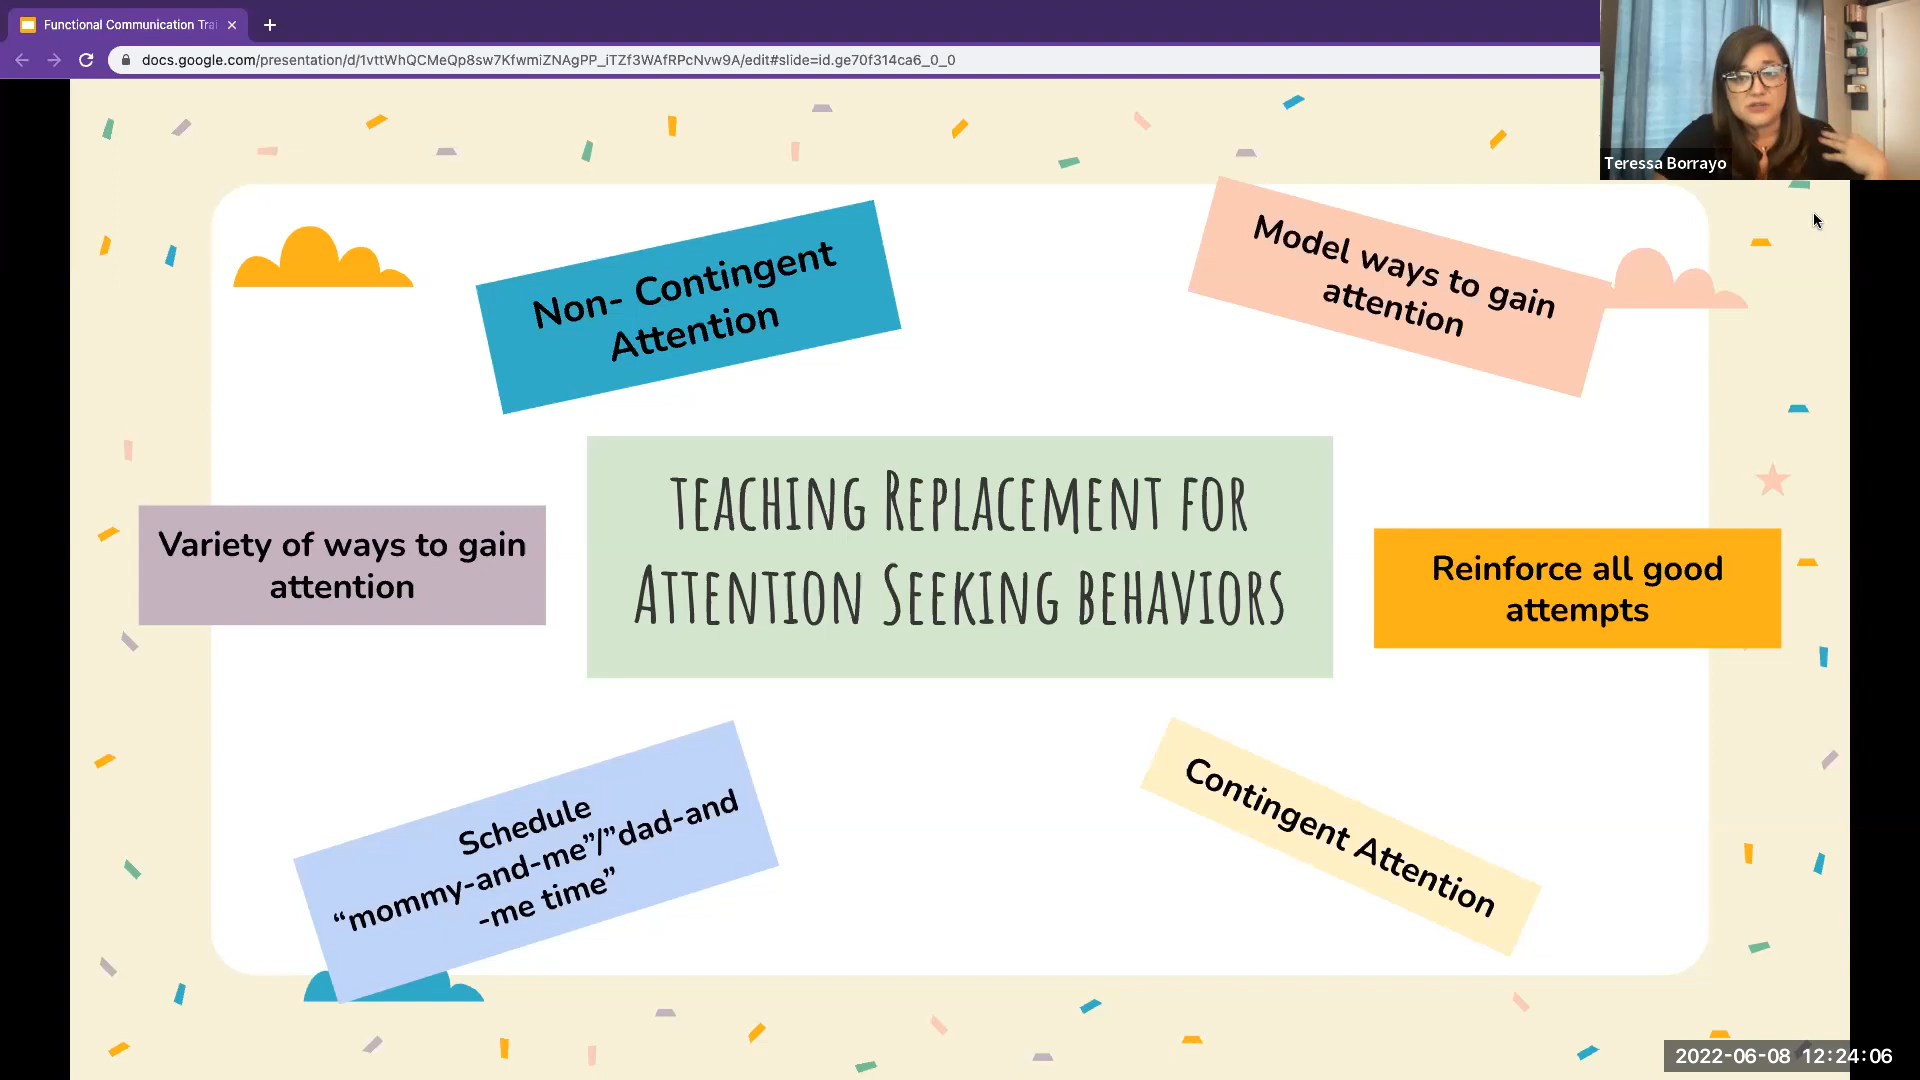 Functional Communication Trai
docs.google.com/presentation/d/1vttWhQCMeQp8sw7KfwmiZNAgPP_iTZf3WAfRPcNvw9A/edit#slide=id.ge70f314ca6_0_0
Teressa Borrayo
Non- Contingent
Attention
Model ways to gain
attention
Variety of ways to gain
attention
TEACHING REPLACEMENT FOR
ATTENTION SEEKING BEHAVIORS
Reinforce all good
attempts
Schedule
“mommy-and-me”/”dad-and
-me time”
Contingent Attention
2022-06-08 12:24:06